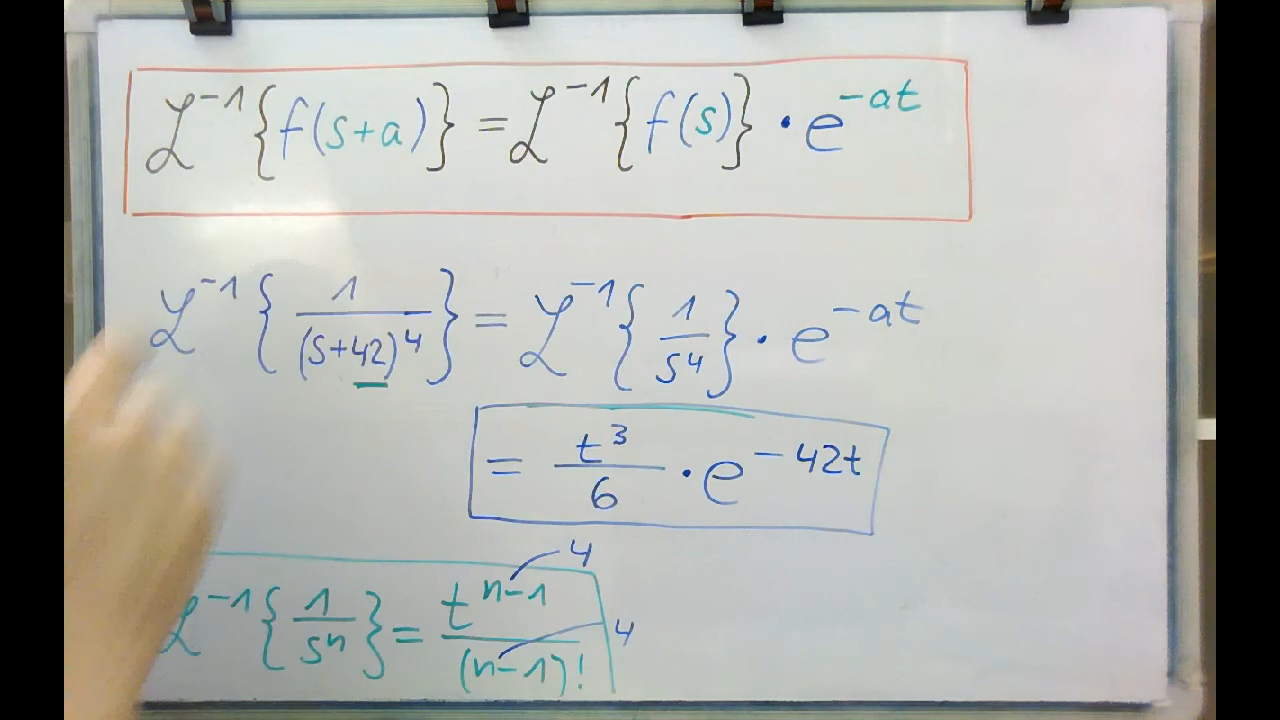 ℒ⁻¹{f(s+a)} = ℒ⁻¹{f(s)} · e^(-at)
ℒ⁻¹{1/(s+42)⁴} = ℒ⁻¹{1/s⁴} · e^(-at)
= t³/6 · e^(-42t)
4
ℒ⁻¹{1/sⁿ} = t^(n-1)/(n-1)! 4